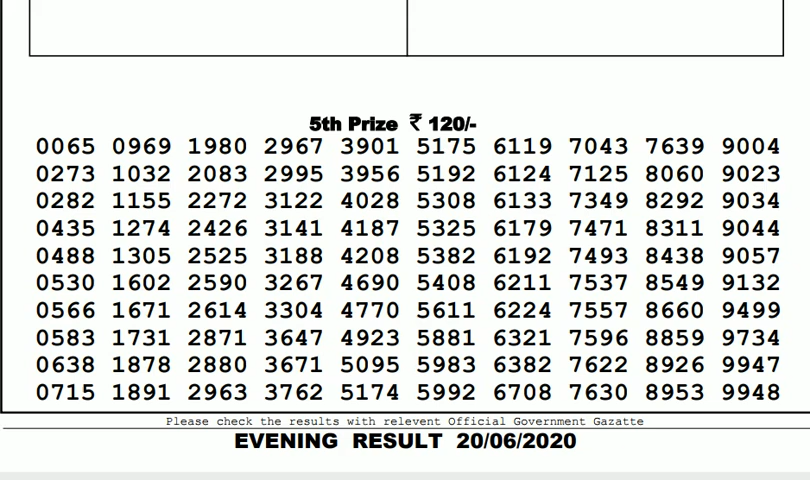 5th Prize ₹ 120/-
0065 0969 1980 2967 3901 5175 6119 7043 7639 9004
0273 1032 2083 2995 3956 5192 6124 7125 8060 9023
0282 1155 2272 3122 4028 5308 6133 7349 8292 9034
0435 1274 2426 3141 4187 5325 6179 7471 8311 9044
0488 1305 2525 3188 4208 5382 6192 7493 8438 9057
0530 1602 2590 3267 4690 5408 6211 7537 8549 9132
0566 1671 2614 3304 4770 5611 6224 7557 8660 9499
0583 1731 2871 3647 4923 5881 6321 7596 8859 9734
0638 1878 2880 3671 5095 5983 6382 7622 8926 9947
0715 1891 2963 3762 5174 5992 6708 7630 8953 9948
Please check the results with relevent Official Government Gazatte
EVENING RESULT 20/06/2020